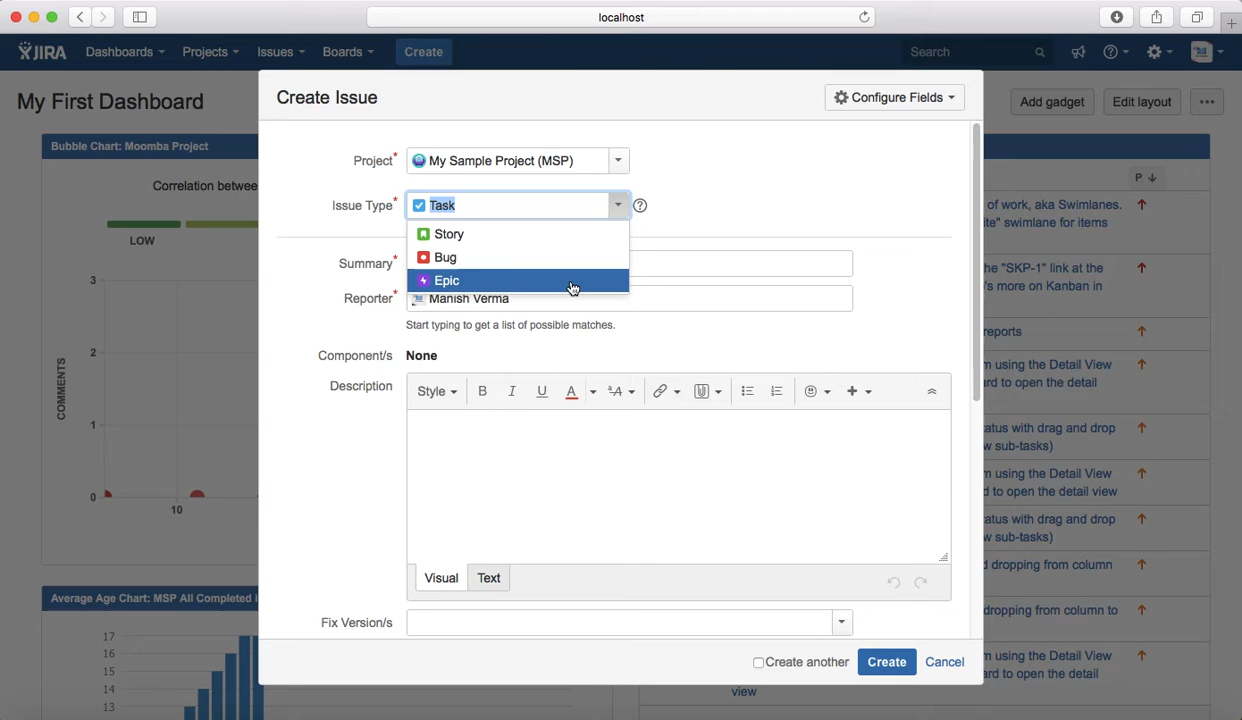 localhost
JIRA Dashboards Projects Issues Boards Create Search
My First Dashboard
Add gadget Edit layout
Bubble Chart: Moomba Project
Correlation betwee
LOW
3
2
1
0
10
COMMENTS
Average Age Chart: MSP All Completed i
17
16
15
14
13
Create Issue
Configure Fields
Project* My Sample Project (MSP)
Issue Type* Task
Story
Bug
Epic
Summary*
Reporter* Manish Verma
Start typing to get a list of possible matches.
Component/s None
Description
Style B I U A
Visual Text
Fix Version/s
Create another Create Cancel
P
of work, aka Swimlanes.
ite" swimlane for items
he "SKP-1" link at the
's more on Kanban in
reports
m using the Detail View
ard to open the detail
atus with drag and drop
w sub-tasks)
m using the Detail View
d to open the detail view
atus with drag and drop
w sub-tasks)
d dropping from column
dropping from column to
m using the Detail View
ard to open the detail
view